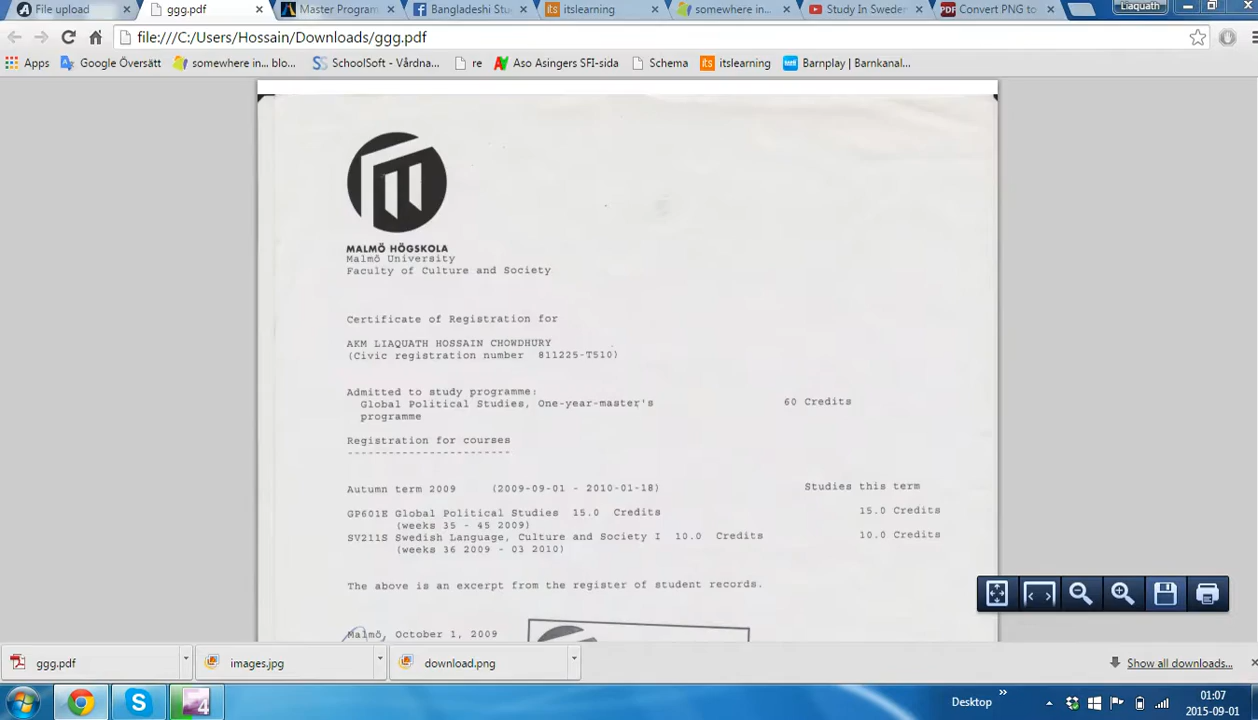 File upload
ggg.pdf
Master Program
Bangladeshi Stu
itslearning
somewhere in...
Study In Sweden
Convert PNG to
Liaquath
file:///C:/Users/Hossain/Downloads/ggg.pdf
Apps
Google Översätt
somewhere in... blo...
SchoolSoft - Vårdna...
re
Aso Asingers SFI-sida
Schema
its itslearning
Barnplay | Barnkanal...
MALMÖ HÖGSKOLA
Malmö University
Faculty of Culture and Society
Certificate of Registration for
AKM LIAQUATH HOSSAIN CHOWDHURY
(Civic registration number 811225-T510)
Admitted to study programme:
Global Political Studies, One-year-master's 60 Credits
programme
Registration for courses
------------------------
Autumn term 2009 (2009-09-01 - 2010-01-18) Studies this term
GP601E Global Political Studies 15.0 Credits 15.0 Credits
(weeks 35 - 45 2009)
SV211S Swedish Language, Culture and Society I 10.0 Credits 10.0 Credits
(weeks 36 2009 - 03 2010)
The above is an excerpt from the register of student records.
Malmö, October 1, 2009
ggg.pdf
images.jpg
download.png
Show all downloads...
Desktop
01:07
2015-09-01